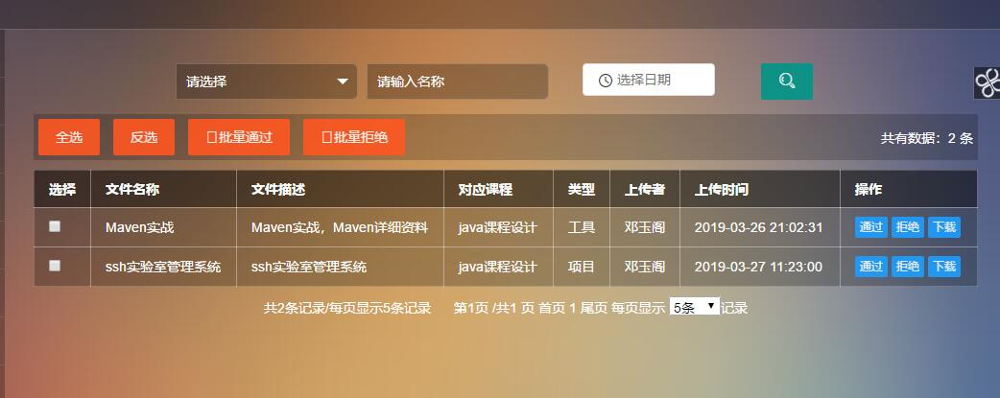 请选择 请输入名称 选择日期
全选 反选 批量通过 批量拒绝 共有数据：2 条
选择 文件名称 文件描述 对应课程 类型 上传者 上传时间 操作
Maven实战 Maven实战，Maven详细资料 java课程设计 工具 邓玉阁 2019-03-26 21:02:31 通过 拒绝 下载
ssh实验室管理系统 ssh实验室管理系统 java课程设计 项目 邓玉阁 2019-03-27 11:23:00 通过 拒绝 下载
共2条记录/每页显示5条记录 第1页 /共1 页 首页 1 尾页 每页显示 5条 记录